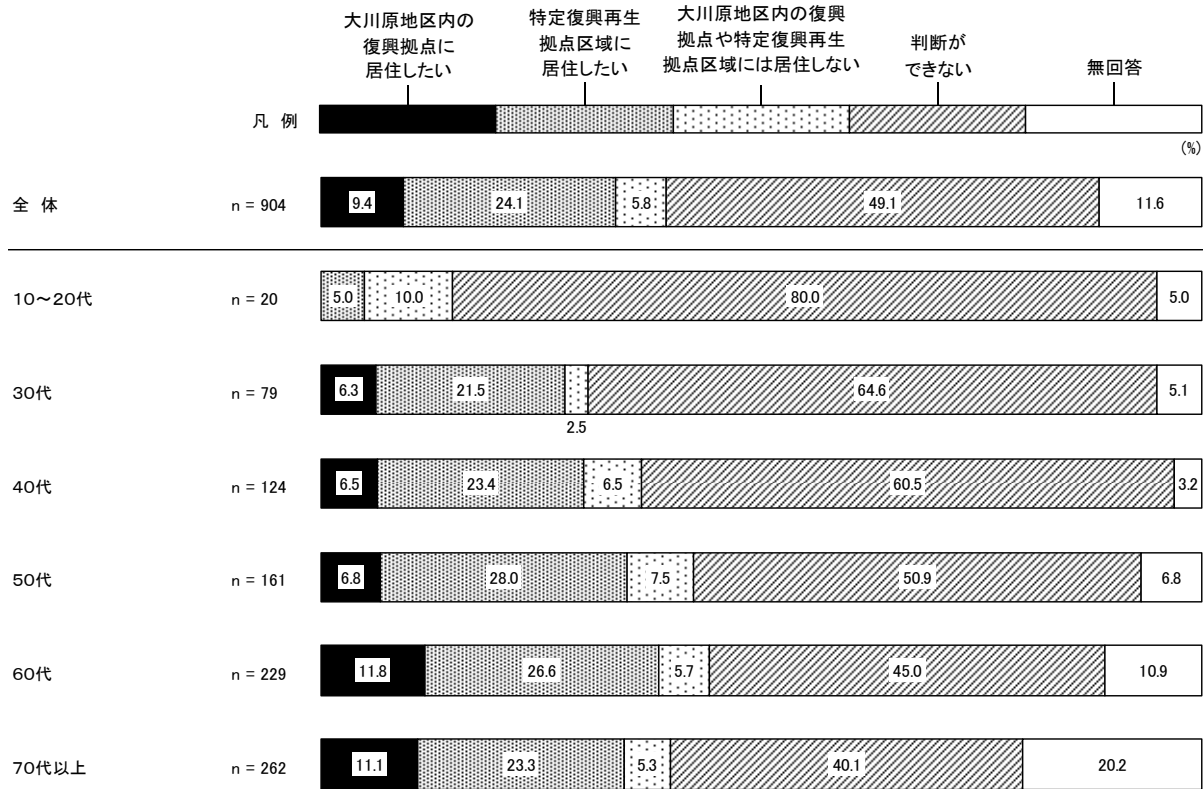 大川原地区内の
復興拠点に
居住したい
特定復興再生
拠点区域に
居住したい
大川原地区内の復興
拠点や特定復興再生
拠点区域には居住しない
判断が
できない
無回答
凡 例
(%)
全 体 n = 904 9.4 24.1 5.8 49.1 11.6
10～20代 n = 20 5.0 10.0 80.0 5.0
30代 n = 79 6.3 21.5 64.6 5.1
2.5
40代 n = 124 6.5 23.4 6.5 60.5 3.2
50代 n = 161 6.8 28.0 7.5 50.9 6.8
60代 n = 229 11.8 26.6 5.7 45.0 10.9
70代以上 n = 262 11.1 23.3 5.3 40.1 20.2